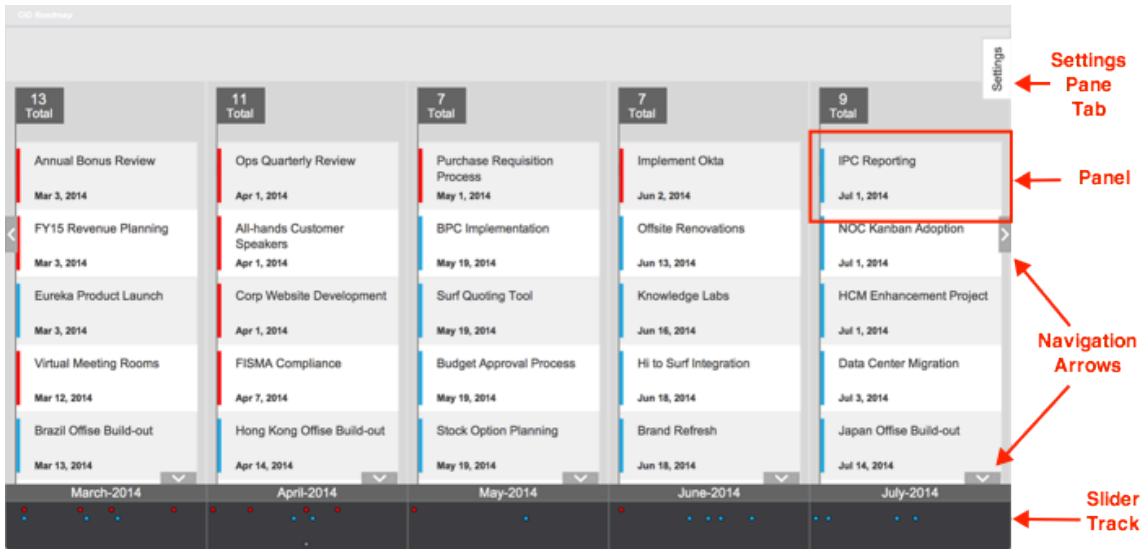 CIO Roadmap
Settings
Settings
Pane
Tab
13
Total
11
Total
7
Total
7
Total
9
Total
Annual Bonus Review
Mar 3, 2014
FY15 Revenue Planning
Mar 3, 2014
Eureka Product Launch
Mar 3, 2014
Virtual Meeting Rooms
Mar 12, 2014
Brazil Offise Build-out
Mar 13, 2014
Ops Quarterly Review
Apr 1, 2014
All-hands Customer
Speakers
Apr 1, 2014
Corp Website Development
Apr 1, 2014
FISMA Compliance
Apr 7, 2014
Hong Kong Offise Build-out
Apr 14, 2014
Purchase Requisition
Process
May 1, 2014
BPC Implementation
May 19, 2014
Surf Quoting Tool
May 19, 2014
Budget Approval Process
May 19, 2014
Stock Option Planning
May 19, 2014
Implement Okta
Jun 2, 2014
Offsite Renovations
Jun 13, 2014
Knowledge Labs
Jun 16, 2014
Hi to Surf Integration
Jun 18, 2014
Brand Refresh
Jun 18, 2014
IPC Reporting
Jul 1, 2014
NOC Kanban Adoption
Jul 1, 2014
HCM Enhancement Project
Jul 1, 2014
Data Center Migration
Jul 3, 2014
Japan Offise Build-out
Jul 14, 2014
Panel
Navigation
Arrows
March-2014
April-2014
May-2014
June-2014
July-2014
Slider
Track